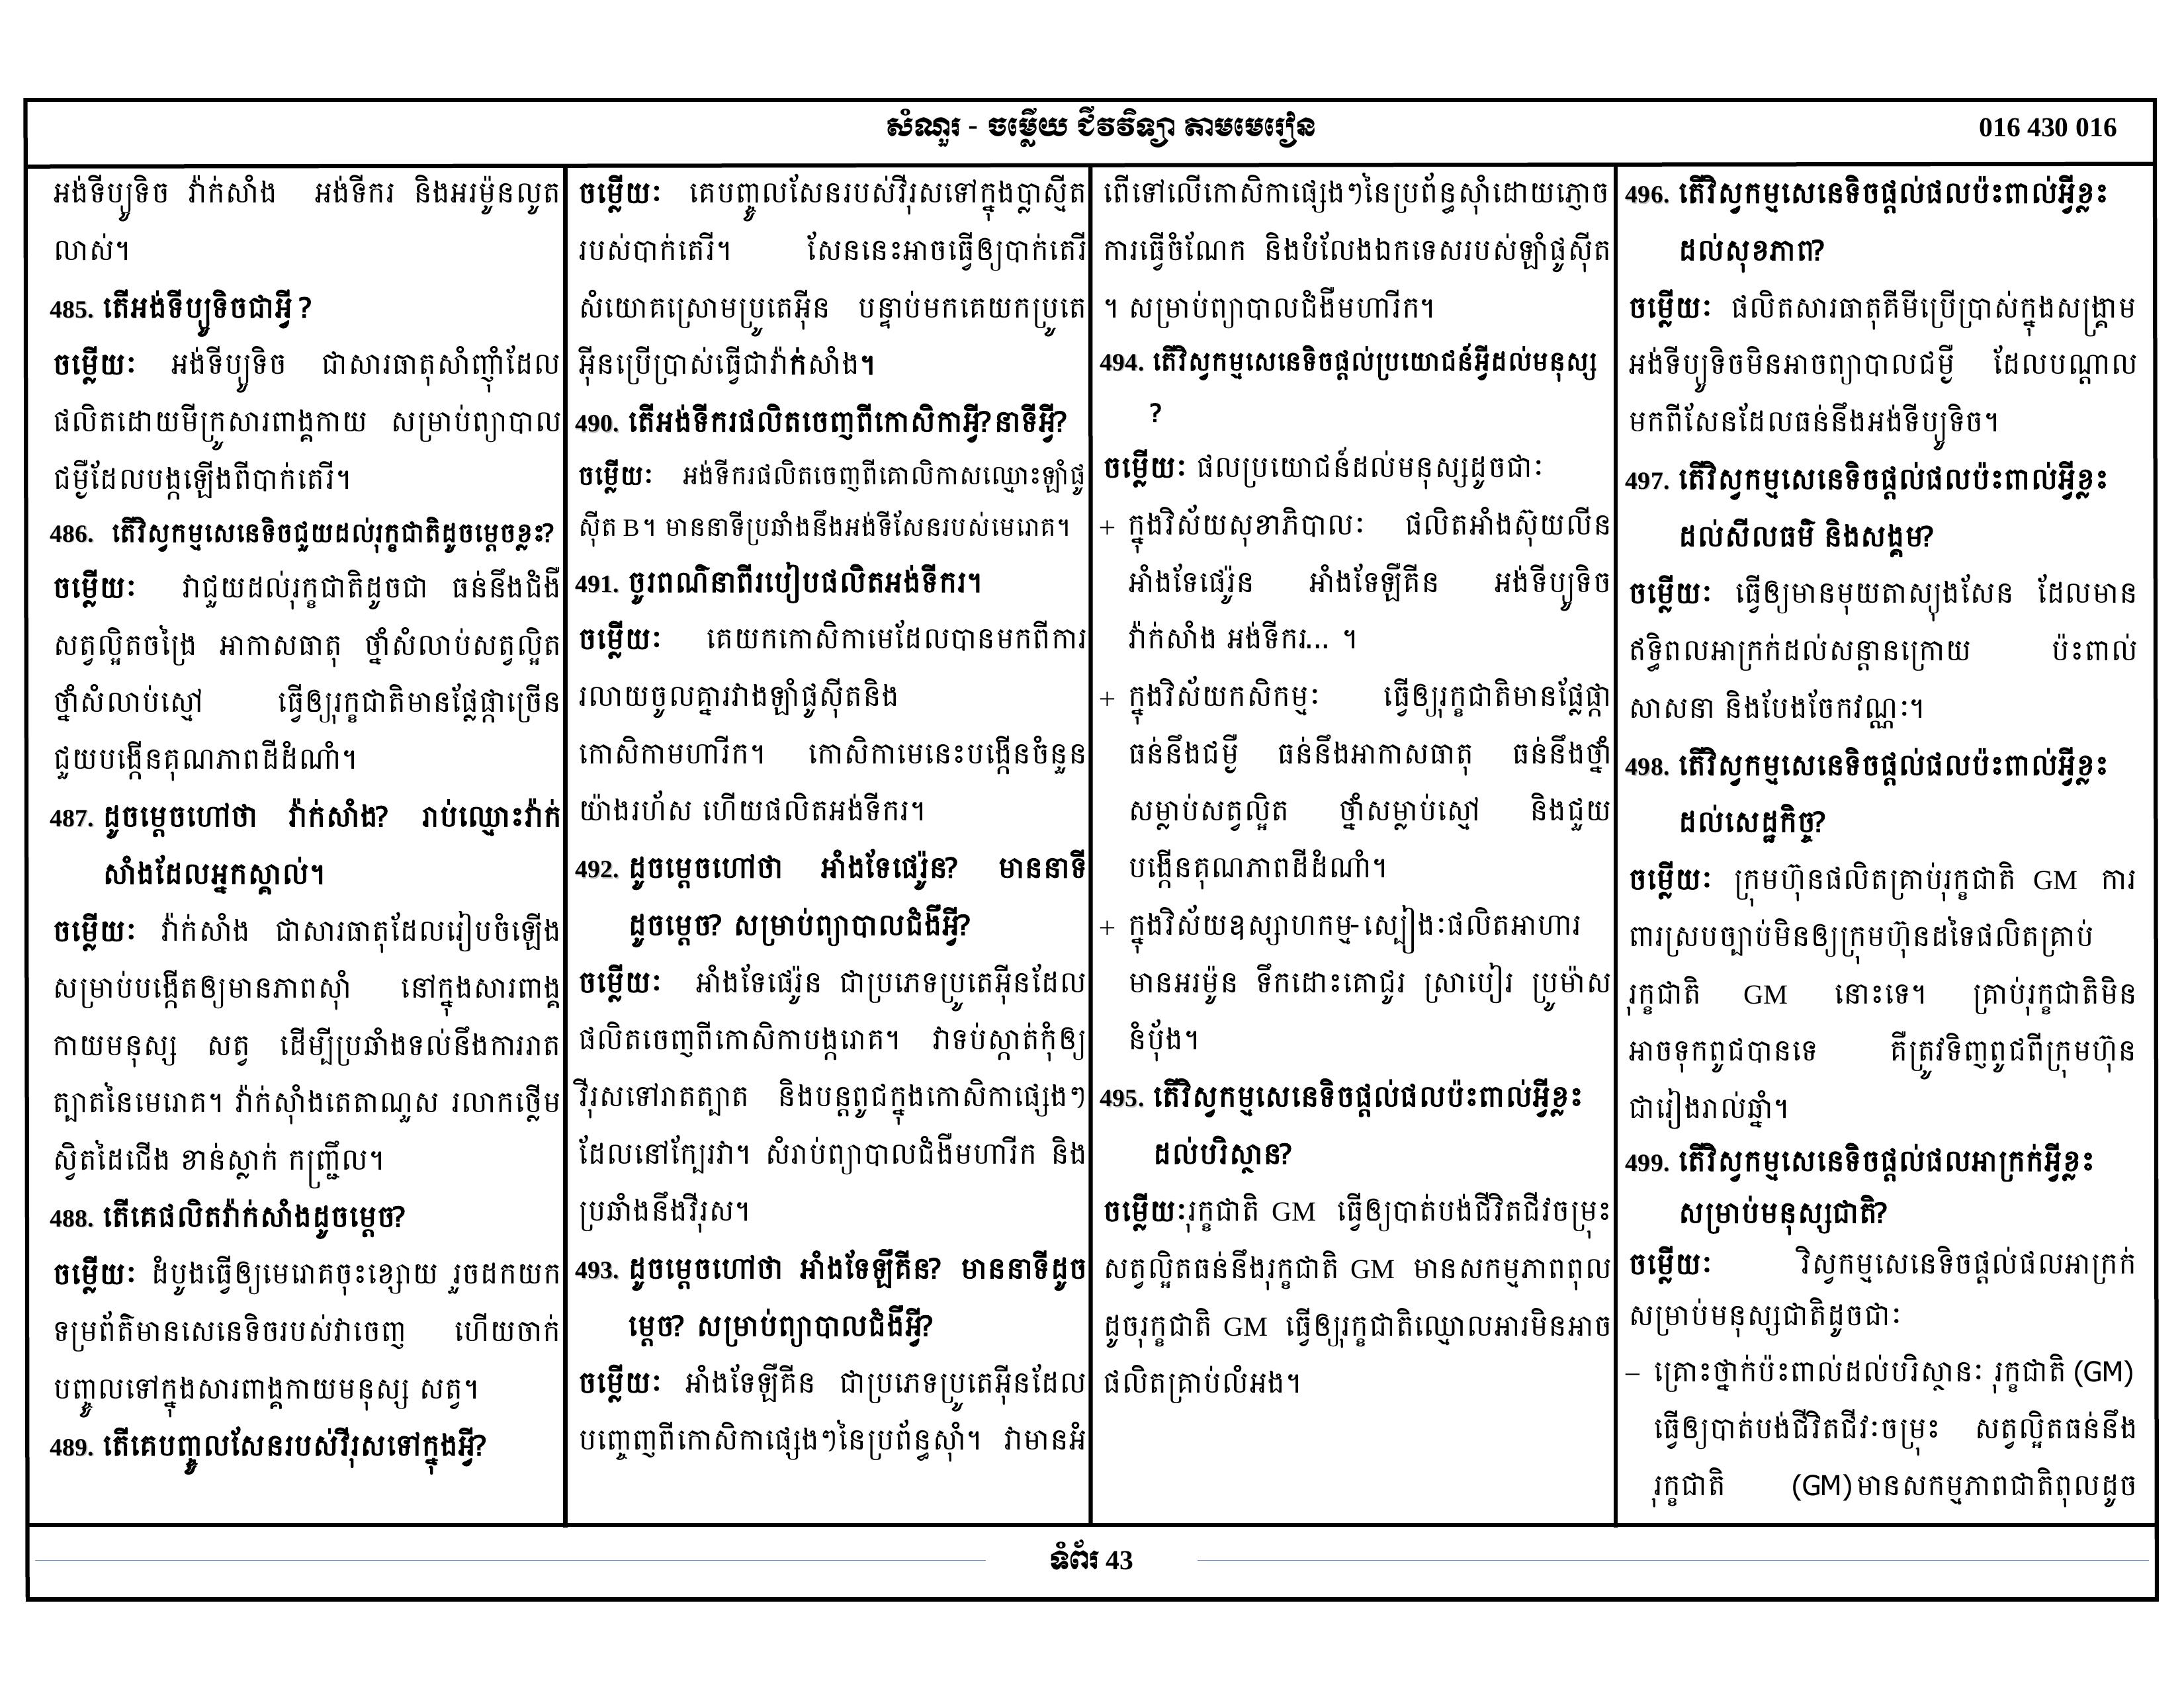 សំណួរ - ចម្លើយ ជីវវិទ្យា តាមមេរៀន
016 430 016
អង់ទីប្យូទិច វ៉ាក់សាំង អង់ទីករ និងអរម៉ូនលូត
លាស់។
485. តើអង់ទីប្យូទិចជាអ្វី ?
ចម្លើយៈ អង់ទីប្យូទិច ជាសារធាតុសាំញ៉ាំដែល
ផលិតដោយមីក្រូសារពាង្គកាយ សម្រាប់ព្យាបាល
ជម្ងឺដែលបង្កឡើងពីបាក់តេរី។
486. តើវិស្វកម្មសេនេទិចជួយដល់រុក្ខជាតិដូចម្តេចខ្លះ?
ចម្លើយៈ វាជួយដល់រុក្ខជាតិដូចជា ធន់នឹងជំងឺ
សត្វល្អិតចង្រៃ អាកាសធាតុ ថ្នាំសំលាប់សត្វល្អិត
ថ្នាំសំលាប់ស្មៅ ធ្វើឲ្យរុក្ខជាតិមានផ្លែផ្កាច្រើន
ជួយបង្កើនគុណភាពដីដំណាំ។
487. ដូចម្តេចហៅថា វ៉ាក់សាំង? រាប់ឈ្មោះវ៉ាក់
សាំងដែលអ្នកស្គាល់។
ចម្លើយៈ វ៉ាក់សាំង ជាសារធាតុដែលរៀបចំឡើង
សម្រាប់បង្កើតឲ្យមានភាពស៊ាំ នៅក្នុងសារពាង្គ
កាយមនុស្ស សត្វ ដើម្បីប្រឆាំងទល់នឹងការរាត
ត្បាតនៃមេរោគ។ វ៉ាក់ស៊ាំងតេតាណួស រលាកថ្លើម
ស្វិតដៃជើង ខាន់ស្លាក់ កញ្ជ្រឹល។
488. តើគេផលិតវ៉ាក់សាំងដូចម្តេច?
ចម្លើយៈ ដំបូងធ្វើឲ្យមេរោគចុះខ្សោយ រួចដកយក
ទម្រព័ត៌មានសេនេទិចរបស់វាចេញ ហើយចាក់
បញ្ចូលទៅក្នុងសារពាង្គកាយមនុស្ស សត្វ។
489. តើគេបញ្ចូលសែនរបស់វីរុសទៅក្នុងអ្វី?
ចម្លើយៈ គេបញ្ចូលសែនរបស់វីរុសទៅក្នុងប្លាស្មីត
របស់បាក់តេរី។ សែននេះអាចធ្វើឲ្យបាក់តេរី
សំយោគស្រោមប្រូតេអ៊ីន បន្ទាប់មកគេយកប្រូតេ
អ៊ីនប្រើប្រាស់ធ្វើជាវ៉ាក់សាំង។
490. តើអង់ទីករផលិតចេញពីកោសិកាអ្វី? នាទីអ្វី?
ចម្លើយៈ អង់ទីករផលិតចេញពីគោលិកាសឈ្មោះឡាំផូ
ស៊ីត B។ មាននាទីប្រឆាំងនឹងអង់ទីសែនរបស់មេរោគ។
491. ចូរពណ៌នាពីរបៀបផលិតអង់ទីករ។
ចម្លើយៈ គេយកកោសិកាមេដែលបានមកពីការ
រលាយចូលគ្នារវាងឡាំផូស៊ីតនិង
កោសិកាមហារីក។ កោសិកាមេនេះបង្កើនចំនួន
យ៉ាងរហ័ស ហើយផលិតអង់ទីករ។
492. ដូចម្តេចហៅថា អាំងទែផេរ៉ូន? មាននាទី
ដូចម្តេច? សម្រាប់ព្យាបាលជំងឺអ្វី?
ចម្លើយៈ អាំងទែផេរ៉ូន ជាប្រភេទប្រូតេអ៊ីនដែល
ផលិតចេញពីកោសិកាបង្ករោគ។ វាទប់ស្កាត់កុំឲ្យ
វីរុសទៅរាតត្បាត និងបន្តពូជក្នុងកោសិកាផ្សេងៗ
ដែលនៅក្បែរវា។ សំរាប់ព្យាបាលជំងឺមហារីក និង
ប្រឆាំងនឹងវីរុស។
493. ដូចម្តេចហៅថា អាំងទែឡឺគីន? មាននាទីដូច
ម្តេច? សម្រាប់ព្យាបាលជំងឺអ្វី?
ចម្លើយៈ អាំងទែឡឺគីន ជាប្រភេទប្រូតេអ៊ីនដែល
បញ្ចេញពីកោសិកាផ្សេងៗនៃប្រព័ន្ធស៊ាំ។ វាមានអំ
ពើទៅលើកោសិកាផ្សេងៗនៃប្រព័ន្ធស៊ាំដោយភ្ញោច
ការធ្វើចំណែក និងបំលែងឯកទេសរបស់ឡាំផូស៊ីត
។ សម្រាប់ព្យាបាលជំងឺមហារីក។
494. តើវិស្វកម្មសេនេទិចផ្តល់ប្រយោជន៍អ្វីដល់មនុស្ស
?
ចម្លើយៈ ផលប្រយោជន៍ដល់មនុស្សដូចជាៈ
+ ក្នុងវិស័យសុខាភិបាលៈ ផលិតអាំងស៊ុយលីន
អាំងទែផេរ៉ូន អាំងទែឡឺគីន អង់ទីប្យូទិច
វ៉ាក់សាំង អង់ទីករ... ។
+ ក្នុងវិស័យកសិកម្មៈ ធ្វើឲ្យរុក្ខជាតិមានផ្លែផ្កា
ធន់នឹងជម្ងឺ ធន់នឹងអាកាសធាតុ ធន់នឹងថ្នាំ
សម្លាប់សត្វល្អិត ថ្នាំសម្លាប់ស្មៅ និងជួយ
បង្កើនគុណភាពដីដំណាំ។
+ ក្នុងវិស័យឧស្សាហកម្ម- ស្បៀងៈផលិតអាហារ
មានអរម៉ូន ទឹកដោះគោជូរ ស្រាបៀរ ប្រូម៉ាស
នំប៉័ង។
495. តើវិស្វកម្មសេនេទិចផ្តល់ផលប៉ះពាល់អ្វីខ្លះ
ដល់បរិស្ថាន?
ចម្លើយៈរុក្ខជាតិ GM ធ្វើឲ្យបាត់បង់ជីវិតជីវចម្រុះ
សត្វល្អិតធន់នឹងរុក្ខជាតិ GM មានសកម្មភាពពុល
ដូចរុក្ខជាតិ GM ធ្វើឲ្យរុក្ខជាតិឈ្មោលអារមិនអាច
ផលិតគ្រាប់លំអង។
496. តើវិស្វកម្មសេនេទិចផ្តល់ផលប៉ះពាល់អ្វីខ្លះ
ដល់សុខភាព?
ចម្លើយៈ ផលិតសារធាតុគីមីប្រើប្រាស់ក្នុងសង្គ្រាម
អង់ទីប្យូទិចមិនអាចព្យាបាលជម្ងឺ ដែលបណ្តាល
មកពីសែនដែលធន់នឹងអង់ទីប្យូទិច។
497. តើវិស្វកម្មសេនេទិចផ្តល់ផលប៉ះពាល់អ្វីខ្លះ
ដល់សីលធម៌ និងសង្គម?
ចម្លើយៈ ធ្វើឲ្យមានមុយតាស្យុងសែន ដែលមាន
ឥទ្ធិពលអាក្រក់ដល់សន្តានក្រោយ ប៉ះពាល់
សាសនា និងបែងចែកវណ្ណៈ។
498. តើវិស្វកម្មសេនេទិចផ្តល់ផលប៉ះពាល់អ្វីខ្លះ
ដល់សេដ្ឋកិច្ច?
ចម្លើយៈ ក្រុមហ៊ុនផលិតគ្រាប់រុក្ខជាតិ GM ការ
ពារស្របច្បាប់មិនឲ្យក្រុមហ៊ុនដទៃផលិតគ្រាប់
រុក្ខជាតិ GM នោះទេ។ គ្រាប់រុក្ខជាតិមិន
អាចទុកពូជបានទេ គឺត្រូវទិញពូជពីក្រុមហ៊ុន
ជារៀងរាល់ឆ្នាំ។
499. តើវិស្វកម្មសេនេទិចផ្តល់ផលអាក្រក់អ្វីខ្លះ
សម្រាប់មនុស្សជាតិ?
ចម្លើយៈ វិស្វកម្មសេនេទិចផ្តល់ផលអាក្រក់
សម្រាប់មនុស្សជាតិដូចជាៈ
– គ្រោះថ្នាក់ប៉ះពាល់ដល់បរិស្ថានៈ រុក្ខជាតិ (GM)
ធ្វើឲ្យបាត់បង់ជីវិតជីវៈចម្រុះ សត្វល្អិតធន់នឹង
រុក្ខជាតិ (GM) មានសកម្មភាពជាតិពុលដូច
ទំព័រ 43